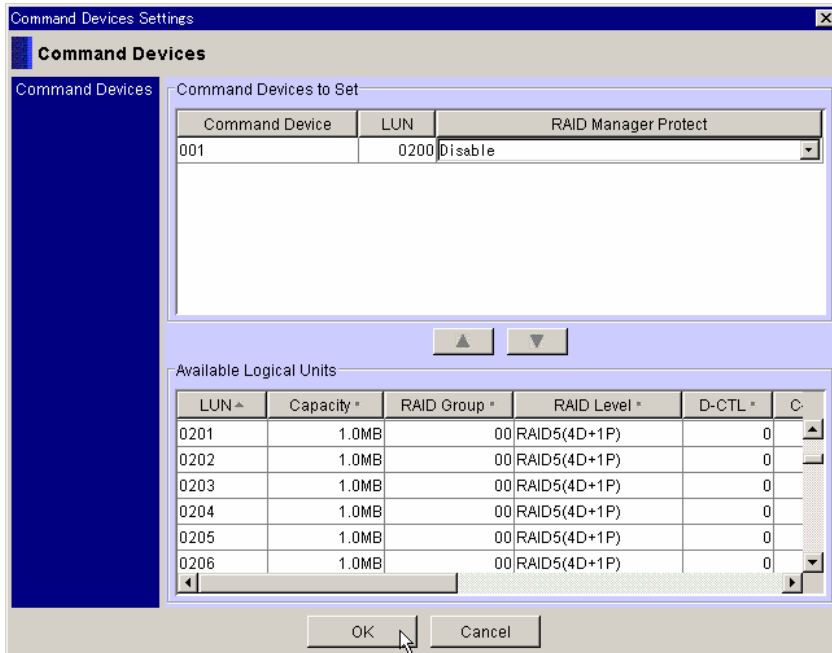 Command Devices Settings
Command Devices
Command Devices
Command Devices to Set
Command Device LUN RAID Manager Protect
001 0200 Disable
Available Logical Units
LUN Capacity RAID Group RAID Level D-CTL C-
0201 1.0MB 00 RAID5(4D+1P) 0
0202 1.0MB 00 RAID5(4D+1P) 0
0203 1.0MB 00 RAID5(4D+1P) 0
0204 1.0MB 00 RAID5(4D+1P) 0
0205 1.0MB 00 RAID5(4D+1P) 0
0206 1.0MB 00 RAID5(4D+1P) 0
OK Cancel